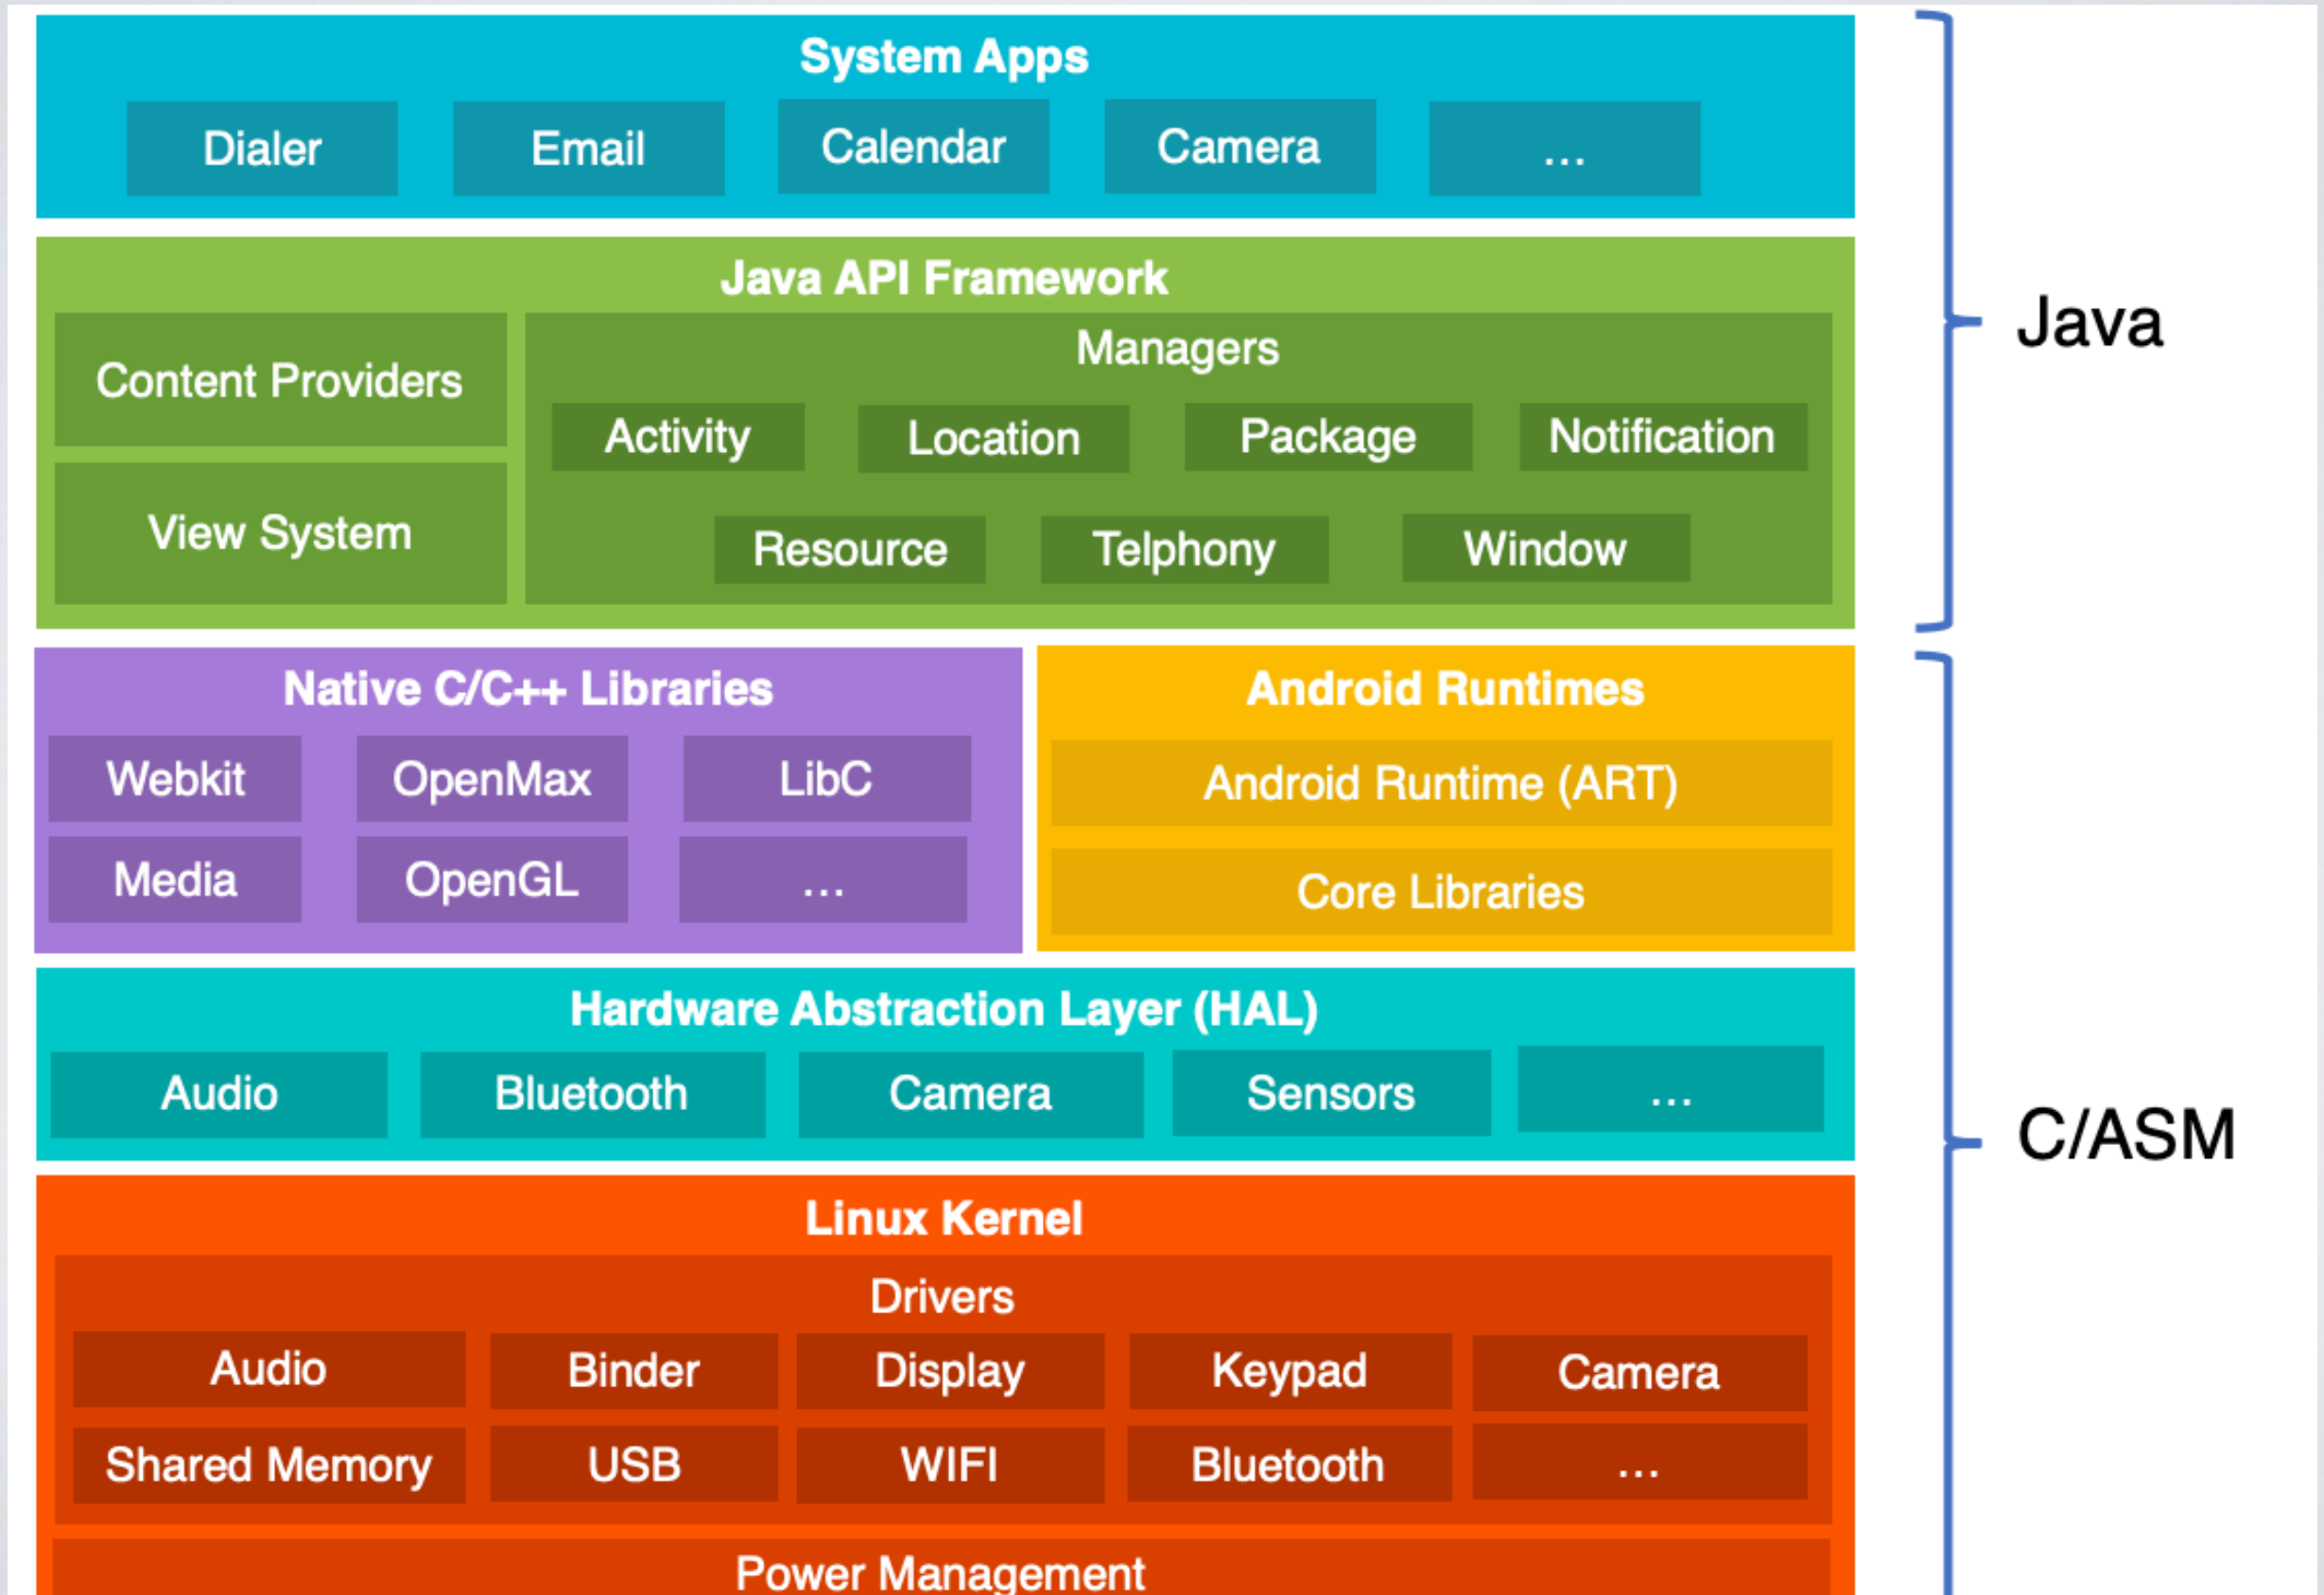 System Apps
Dialer Email Calendar Camera ...
Java API Framework
Content Providers
View System
Managers
Activity Location Package Notification
Resource Telphony Window
Java
Native C/C++ Libraries
Webkit OpenMax LibC
Media OpenGL ...
Android Runtimes
Android Runtime (ART)
Core Libraries
Hardware Abstraction Layer (HAL)
Audio Bluetooth Camera Sensors ...
C/ASM
Linux Kernel
Drivers
Audio Binder Display Keypad Camera
Shared Memory USB WIFI Bluetooth ...
Power Management